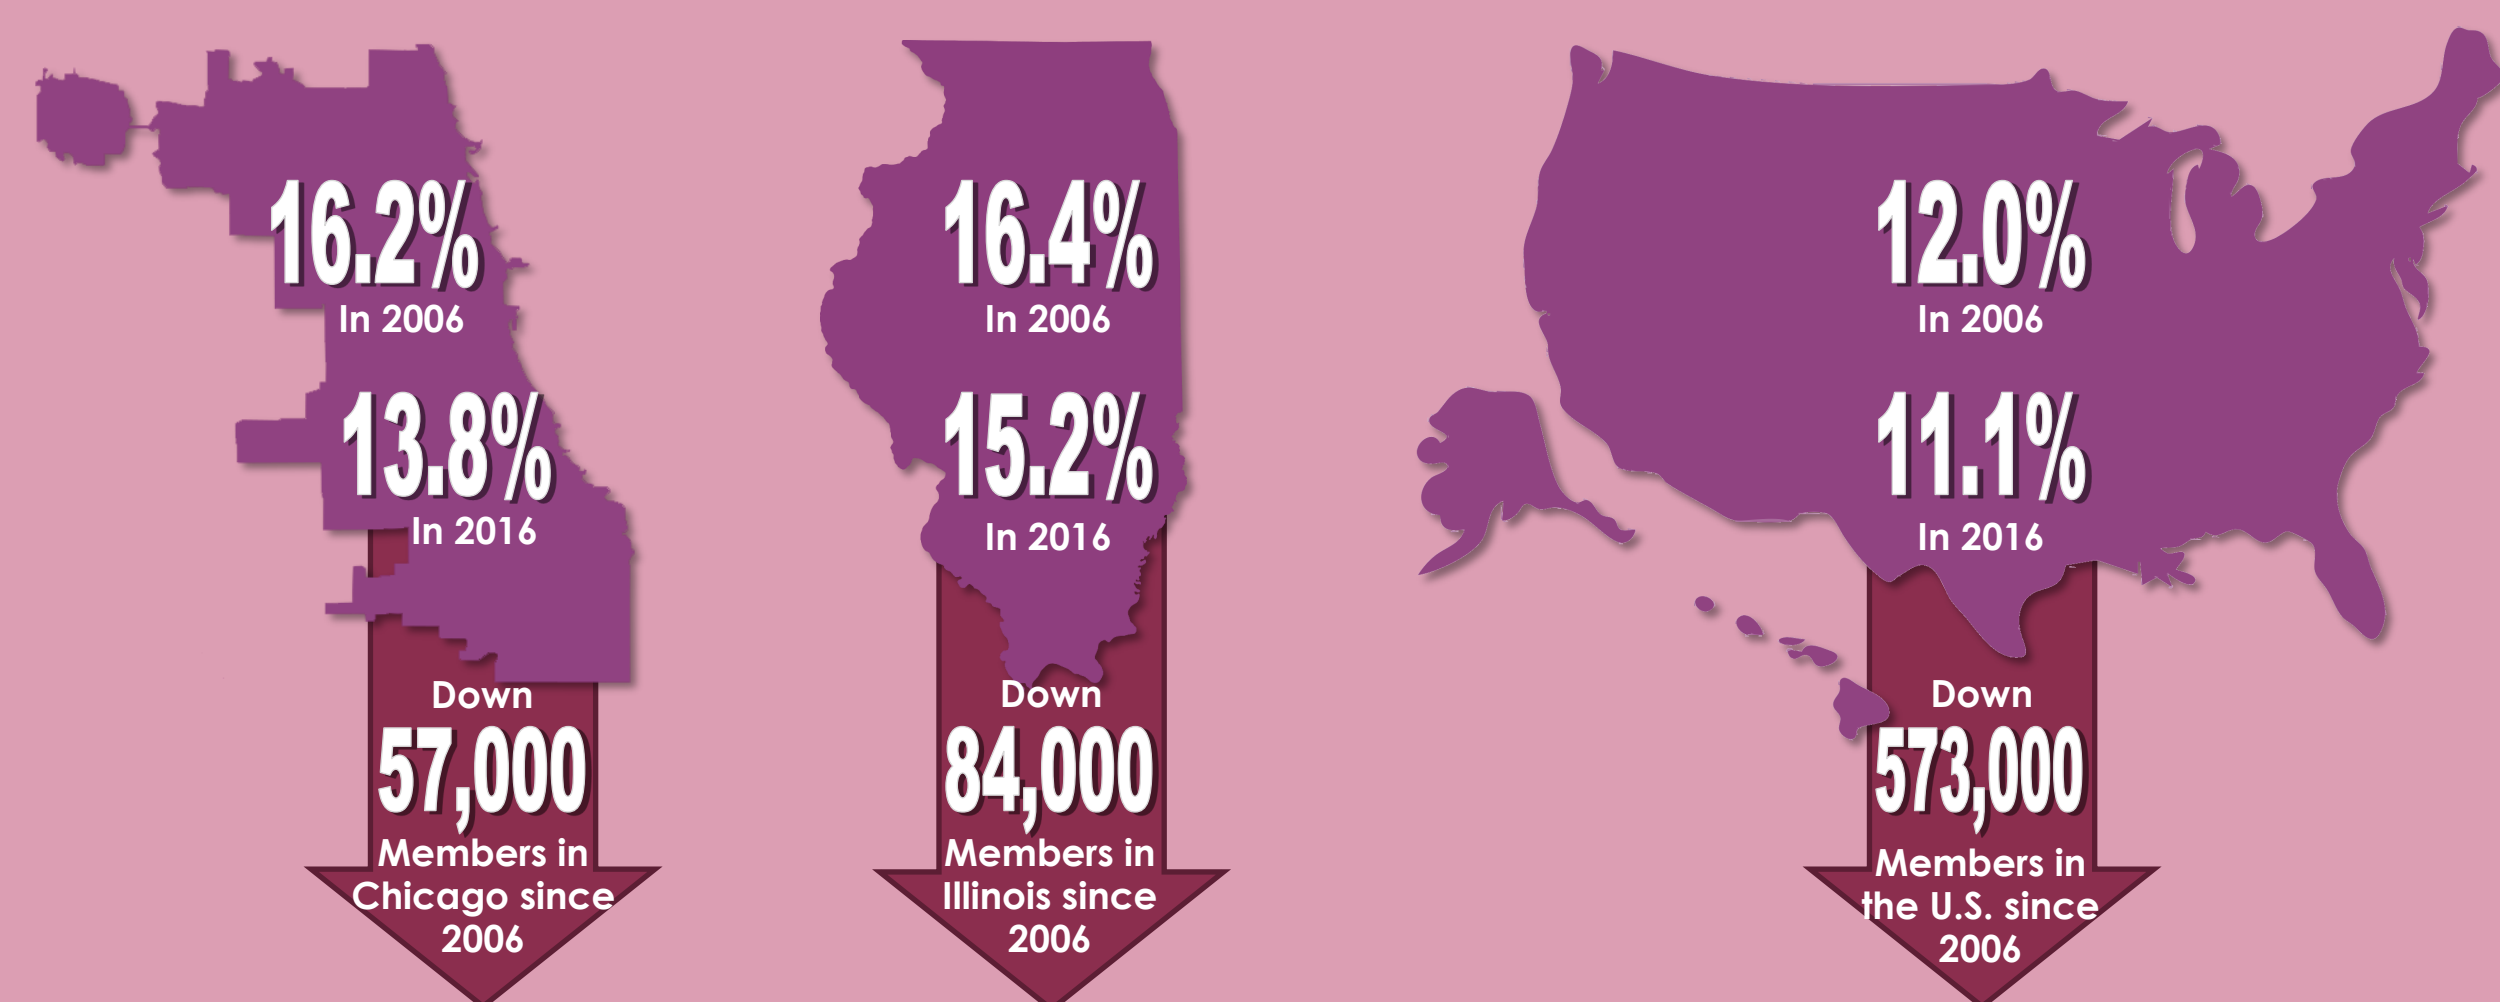 16.2%
In 2006
13.8%
In 2016
Down
57,000
Members in
Chicago since
2006
16.4%
In 2006
15.2%
In 2016
Down
84,000
Members in
Illinois since
2006
12.0%
In 2006
11.1%
In 2016
Down
573,000
Members in
the U.S. since
2006